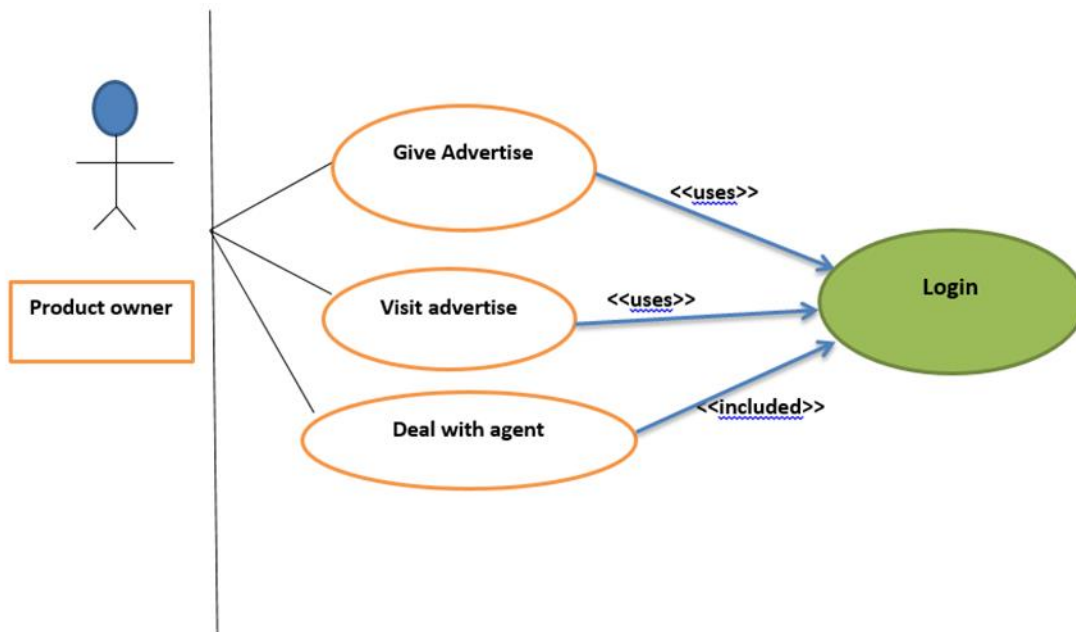 Give Advertise
<<uses>>
Product owner
Visit advertise
<<uses>>
Login
<<included>>
Deal with agent